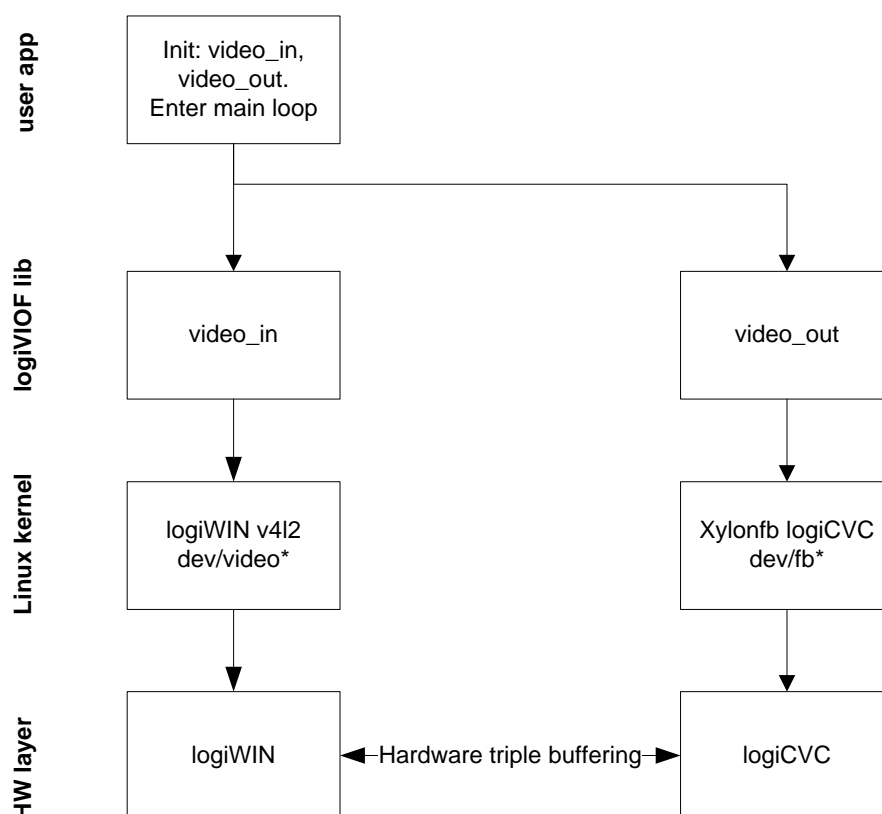 user app
Init: video_in,
video_out.
Enter main loop
logiVIOF lib
video_in
video_out
Linux kernel
logiWIN v4l2
dev/video*
Xylonfb logiCVC
dev/fb*
HW layer
logiWIN
Hardware triple buffering
logiCVC